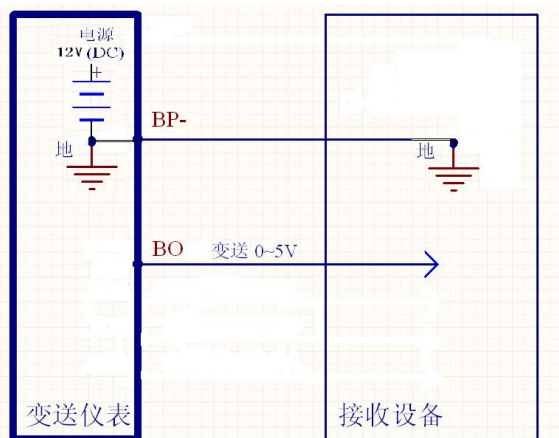 电源
12V(DC)
+
BP-
地
地
BO
变送 0~5V
变送仪表
接收设备